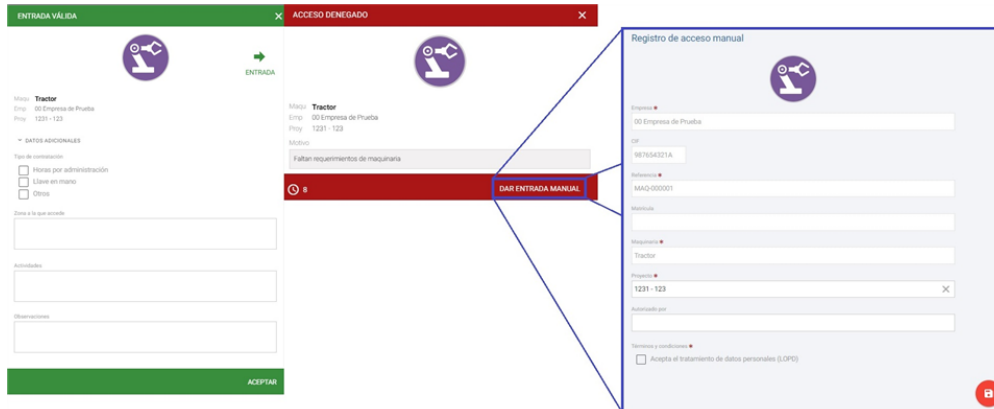 ENTRADA VÁLIDA
ENTRADA
Maqu Tractor
Emp 00 Empresa de Prueba
Proy 1231 - 123
DATOS ADICIONALES
Tipo de contratación
Horas por administración
Llave en mano
Otros
Zona a la que accede
Actividades
Observaciones
ACEPTAR
ACCESO DENEGADO
Maqu Tractor
Emp 00 Empresa de Prueba
Proy 1231 - 123
Motivo
Faltan requerimientos de maquinaria
8 DAR ENTRADA MANUAL
Registro de acceso manual
Empresa
00 Empresa de Prueba
CIF
987654321A
Referencia
MAQ-000001
Matrícula
Maquinaria
Tractor
Proyecto
1231 - 123
Autorizado por
Términos y condiciones
Acepta el tratamiento de datos personales (LOPD)